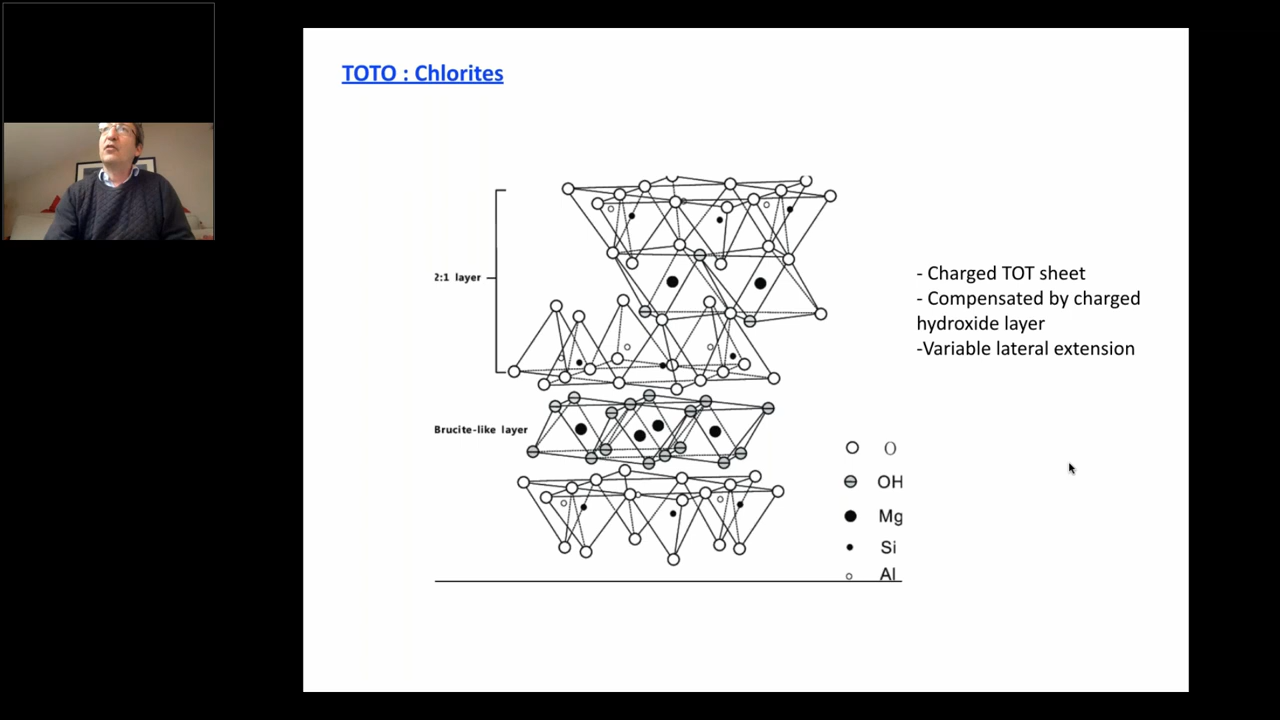 TOTO : Chlorites
2:1 layer
Brucite-like layer
- Charged TOT sheet
- Compensated by charged
hydroxide layer
-Variable lateral extension
O
OH
Mg
Si
Al